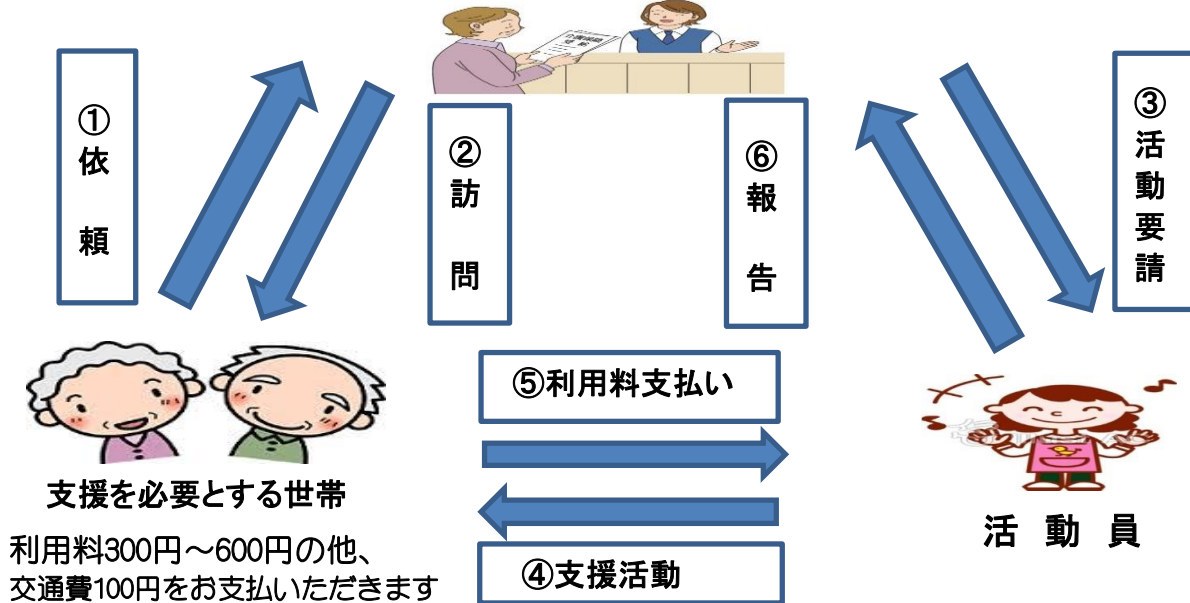 ①依頼
②訪問
⑥報告
③活動要請
⑤利用料支払い
支援を必要とする世帯
利用料300円～600円の他、
交通費100円をお支払いただきます
④支援活動
活動員